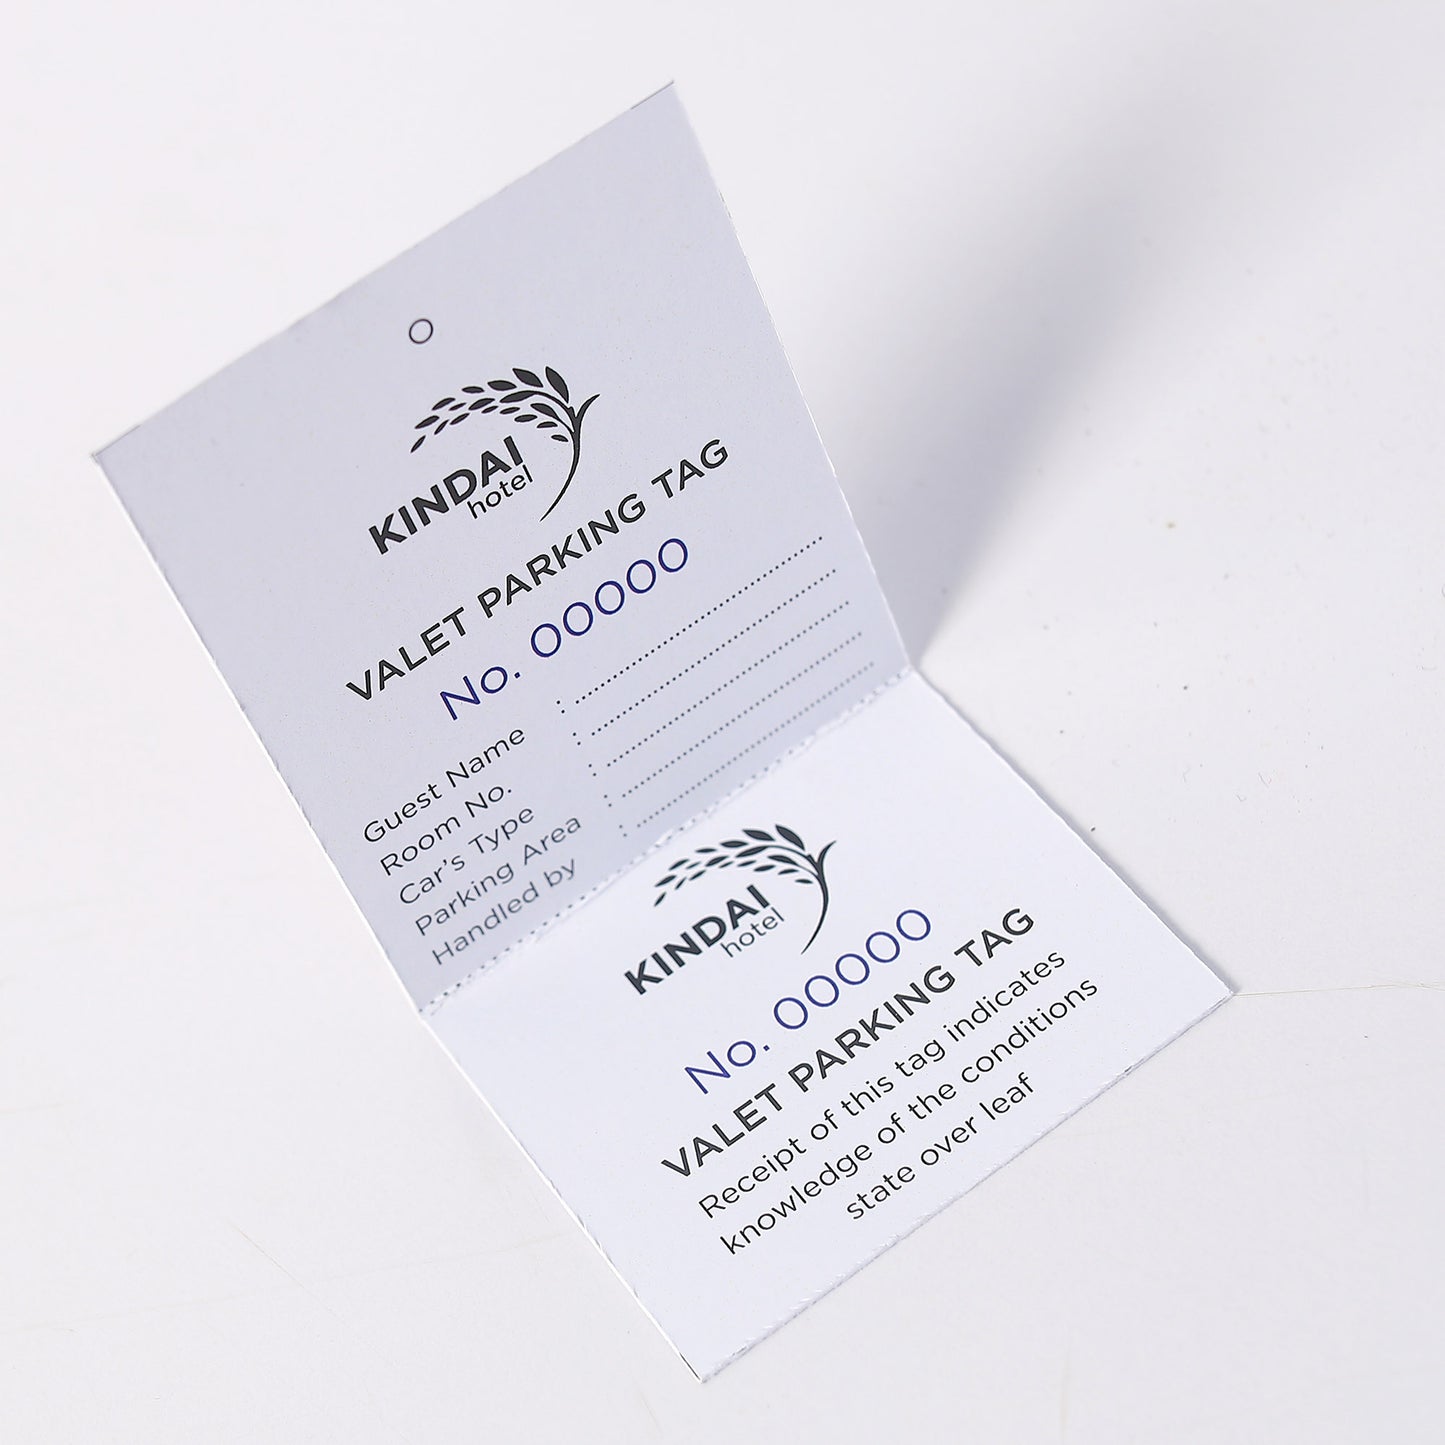 KINDAI
hotel
VALET PARKING TAG
No. 00000
Guest Name : ........................................
Room No. : ........................................
Car's Type : ........................................
Parking Area : ........................................
Handled by : ........................................
KINDAI
hotel
No. 00000
VALET PARKING TAG
Receipt of this tag indicates
knowledge of the conditions
state over leaf